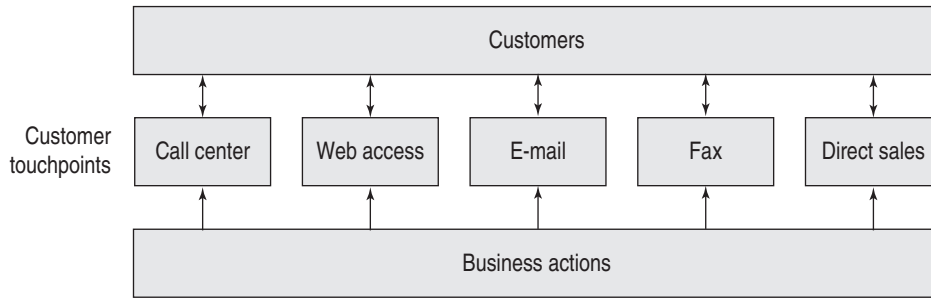 Customers
Customer
touchpoints
Call center
Web access
E-mail
Fax
Direct sales
Business actions